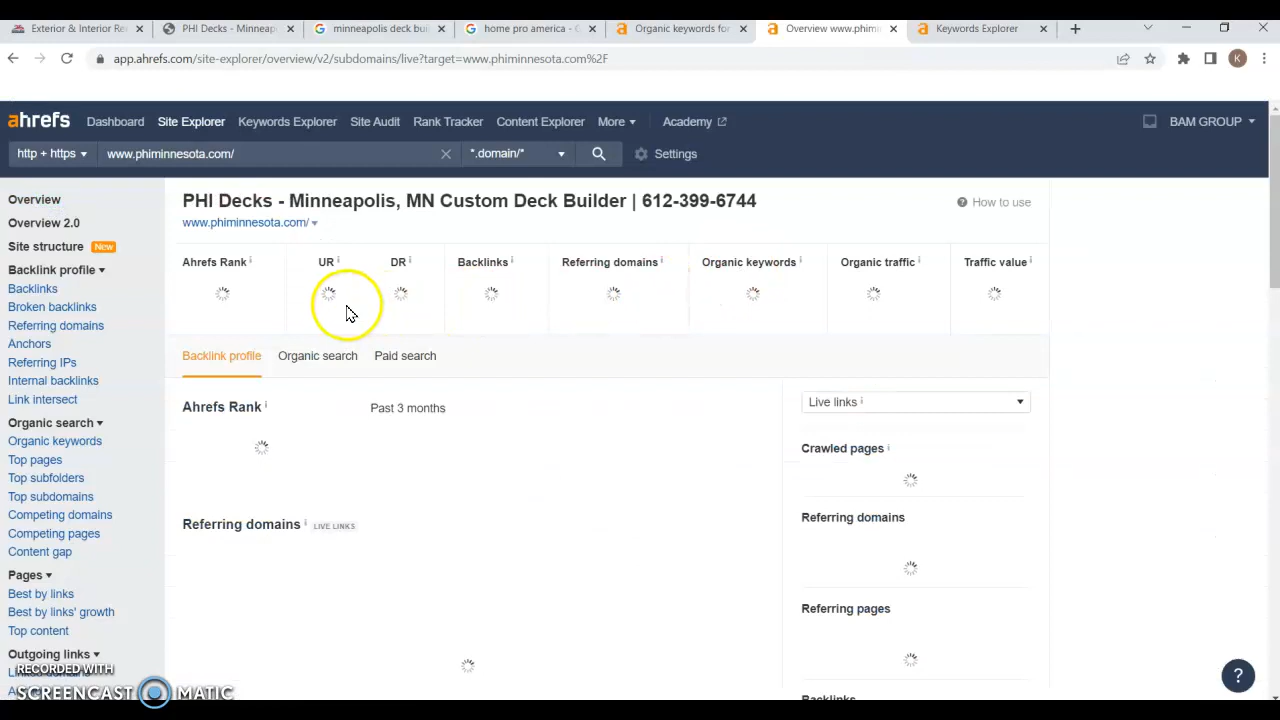 Exterior & Interior Re
PHI Decks - Minneap
minneapolis deck bui
home pro america - G
Organic keywords for
Overview www.phimi
Keywords Explorer
app.ahrefs.com/site-explorer/overview/v2/subdomains/live?target=www.phiminnesota.com%2F
K
ahrefs
Dashboard
Site Explorer
Keywords Explorer
Site Audit
Rank Tracker
Content Explorer
More
Academy
BAM GROUP
http + https
www.phiminnesota.com/
*.domain/*
Settings
Overview
Overview 2.0
Site structure New
Backlink profile
Backlinks
Broken backlinks
Referring domains
Anchors
Referring IPs
Internal backlinks
Link intersect
Organic search
Organic keywords
Top pages
Top subfolders
Top subdomains
Competing domains
Competing pages
Content gap
Pages
Best by links
Best by links' growth
Top content
Outgoing links
PHI Decks - Minneapolis, MN Custom Deck Builder | 612-399-6744
How to use
www.phiminnesota.com/
Ahrefs Rank
UR
DR
Backlinks
Referring domains
Organic keywords
Organic traffic
Traffic value
Backlink profile
Organic search
Paid search
Ahrefs Rank
Past 3 months
Live links
Crawled pages
Referring domains LIVE LINKS
Referring domains
Referring pages
Backlinks
?
RECORDED WITH
SCREENCAST MATIC